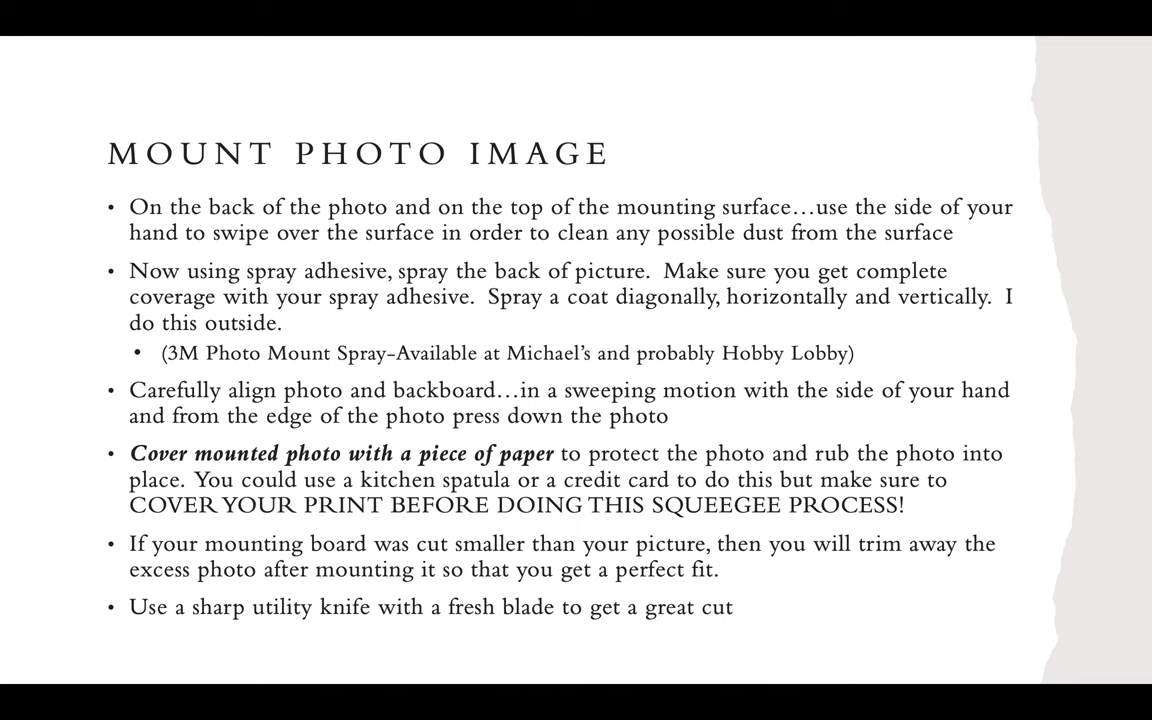 MOUNT PHOTO IMAGE
• On the back of the photo and on the top of the mounting surface…use the side of your
hand to swipe over the surface in order to clean any possible dust from the surface
• Now using spray adhesive, spray the back of picture.  Make sure you get complete
coverage with your spray adhesive.  Spray a coat diagonally, horizontally and vertically.  I
do this outside.
• (3M Photo Mount Spray-Available at Michael's and probably Hobby Lobby)
• Carefully align photo and backboard…in a sweeping motion with the side of your hand
and from the edge of the photo press down the photo
• Cover mounted photo with a piece of paper to protect the photo and rub the photo into
place.  You could use a kitchen spatula or a credit card to do this but make sure to
COVER YOUR PRINT BEFORE DOING THIS SQUEEGEE PROCESS!
• If your mounting board was cut smaller than your picture, then you will trim away the
excess photo after mounting it so that you get a perfect fit.
• Use a sharp utility knife with a fresh blade to get a great cut